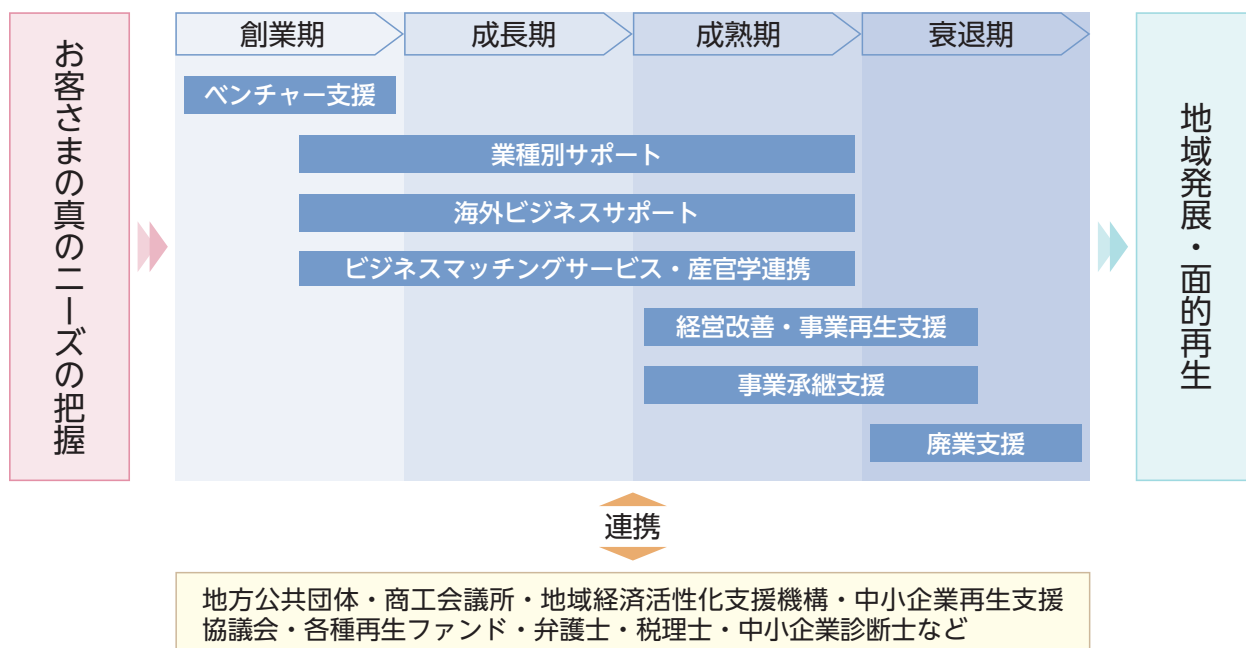 お客さまの真のニーズの把握
創業期
成長期
成熟期
衰退期
ベンチャー支援
業種別サポート
海外ビジネスサポート
ビジネスマッチングサービス・産官学連携
経営改善・事業再生支援
事業承継支援
廃業支援
地域発展・面的再生
連携
地方公共団体・商工会議所・地域経済活性化支援機構・中小企業再生支援
協議会・各種再生ファンド・弁護士・税理士・中小企業診断士など